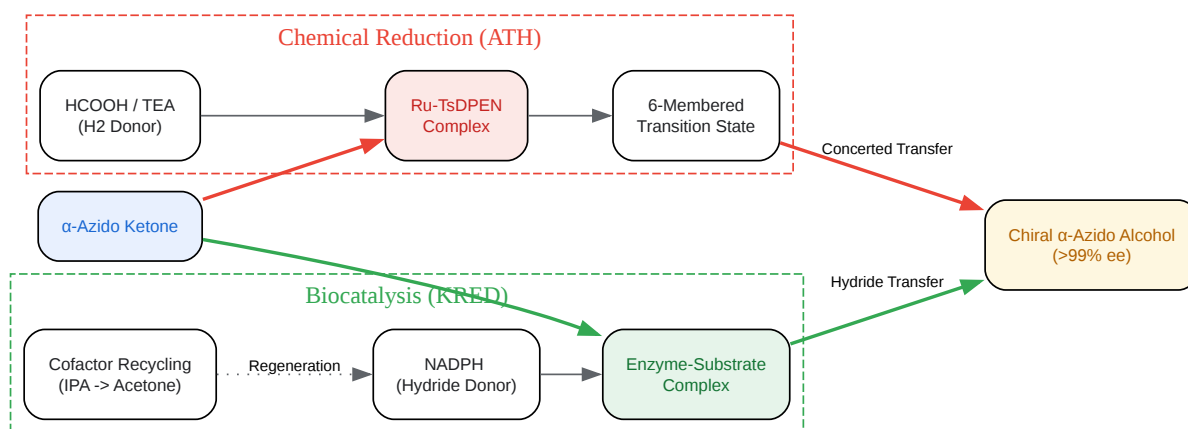 Chemical Reduction (ATH)
HCOOH / TEA
(H2 Donor)
Ru-TsDPEN
Complex
6-Membered
Transition State
Concerted Transfer
α-Azido Ketone
Chiral α-Azido Alcohol
(>99% ee)
Hydride Transfer
Biocatalysis (KRED)
Cofactor Recycling
(IPA -> Acetone)
Regeneration
NADPH
(Hydride Donor)
Enzyme-Substrate
Complex